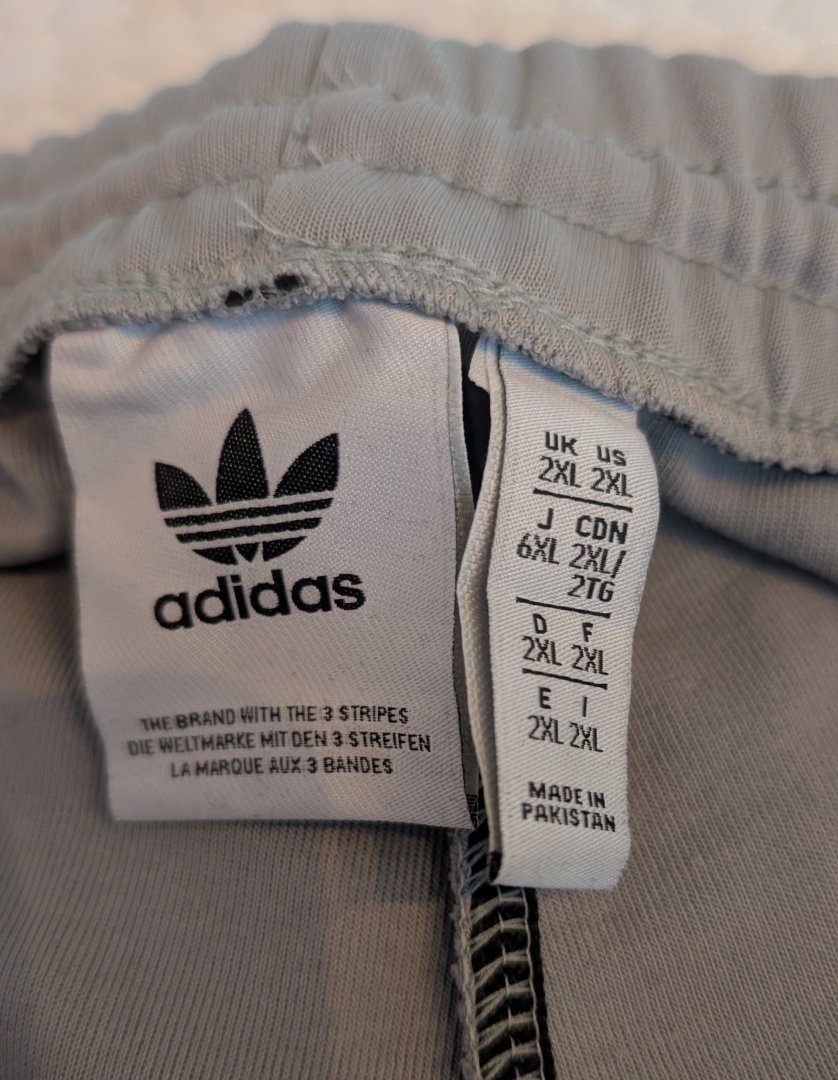 adidas
THE BRAND WITH THE 3 STRIPES
DIE WELTMARKE MIT DEN 3 STREIFEN
LA MARQUE AUX 3 BANDES
UK US
2XL 2XL
J CDN
6XL 2XL/
2TG
D F
2XL 2XL
E I
2XL 2XL
MADE IN
PAKISTAN